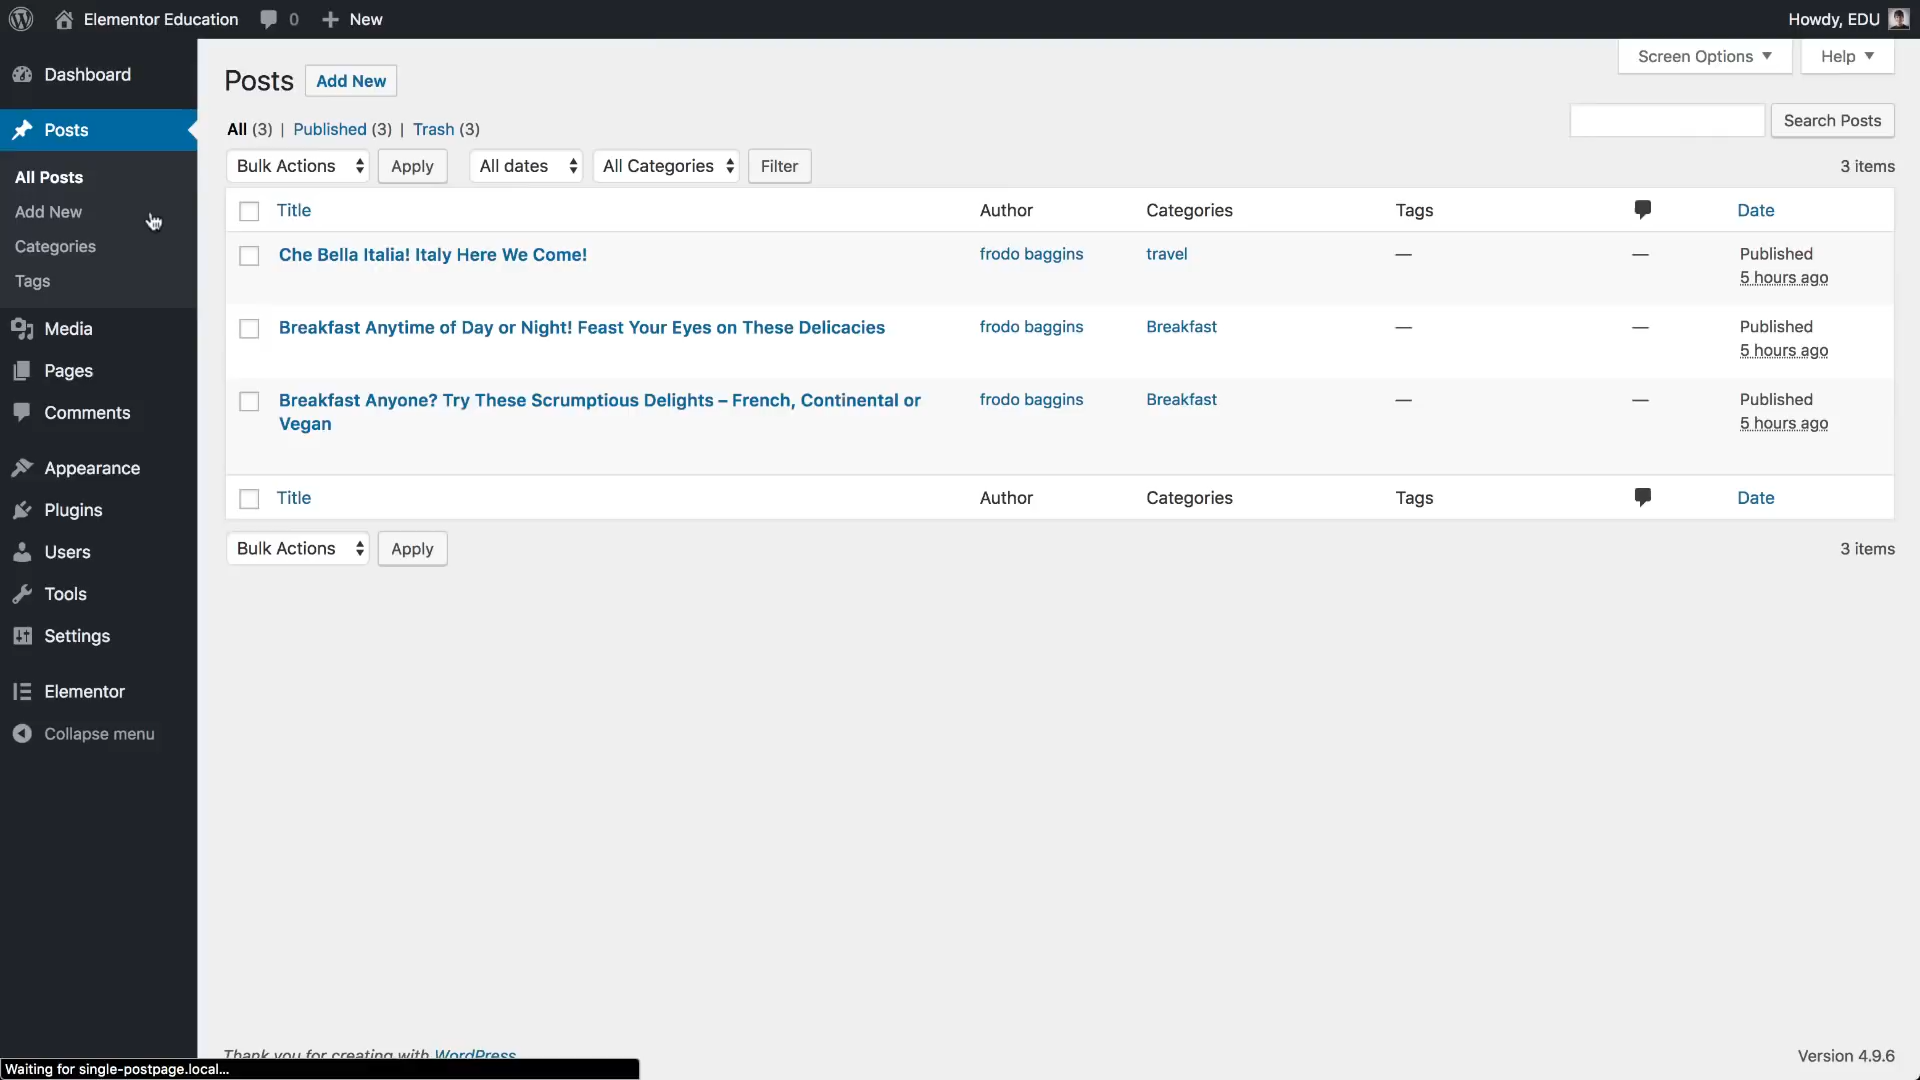 Elementor Education 0 New Howdy, EDU
Dashboard
Posts
All Posts
Add New
Categories
Tags
Media
Pages
Comments
Appearance
Plugins
Users
Tools
Settings
Elementor
Collapse menu
Screen Options Help
Posts Add New
All (3) | Published (3) | Trash (3)
Search Posts
Bulk Actions Apply All dates All Categories Filter 3 items
Title Author Categories Tags Date
Che Bella Italia! Italy Here We Come! frodo baggins travel — — Published
5 hours ago
Breakfast Anytime of Day or Night! Feast Your Eyes on These Delicacies frodo baggins Breakfast — — Published
5 hours ago
Breakfast Anyone? Try These Scrumptious Delights – French, Continental or frodo baggins Breakfast — — Published
Vegan 5 hours ago
Title Author Categories Tags Date
Bulk Actions Apply 3 items
Thank you for creating with WordPress Version 4.9.6
Waiting for single-postpage.local...